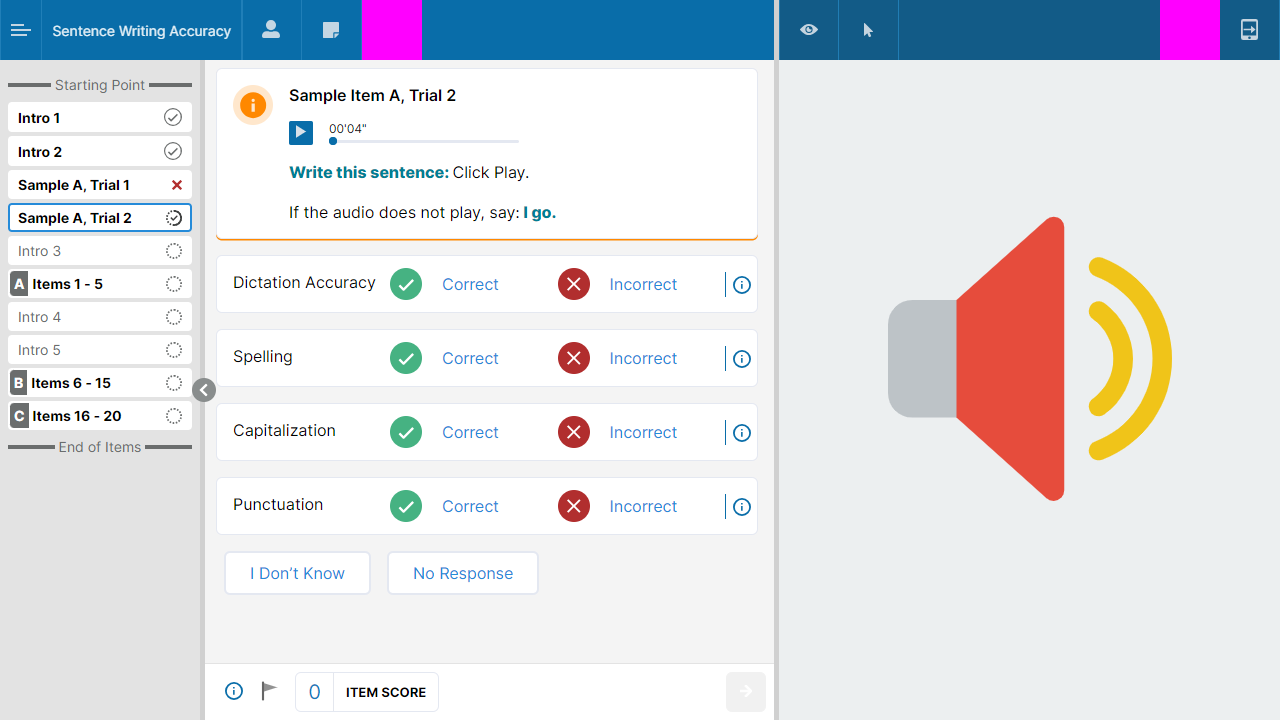 Sentence Writing Accuracy
Starting Point
Intro 1
Intro 2
Sample A, Trial 1
Sample A, Trial 2
Intro 3
A Items 1 - 5
Intro 4
Intro 5
B Items 6 - 15
C Items 16 - 20
End of Items
Sample Item A, Trial 2
00'04"
Write this sentence: Click Play.
If the audio does not play, say: I go.
Dictation Accuracy Correct Incorrect
Spelling Correct Incorrect
Capitalization Correct Incorrect
Punctuation Correct Incorrect
I Don’t Know No Response
0 ITEM SCORE